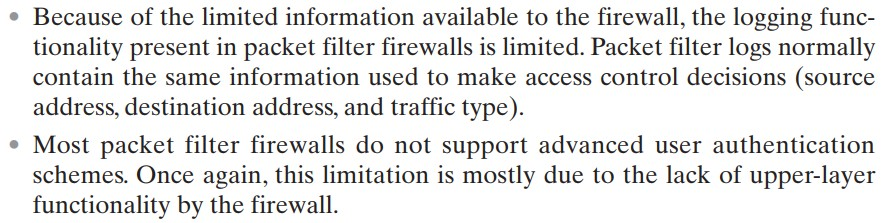 • Because of the limited information available to the firewall, the logging func-
tionality present in packet filter firewalls is limited. Packet filter logs normally
contain the same information used to make access control decisions (source
address, destination address, and traffic type).
• Most packet filter firewalls do not support advanced user authentication
schemes. Once again, this limitation is mostly due to the lack of upper-layer
functionality by the firewall.